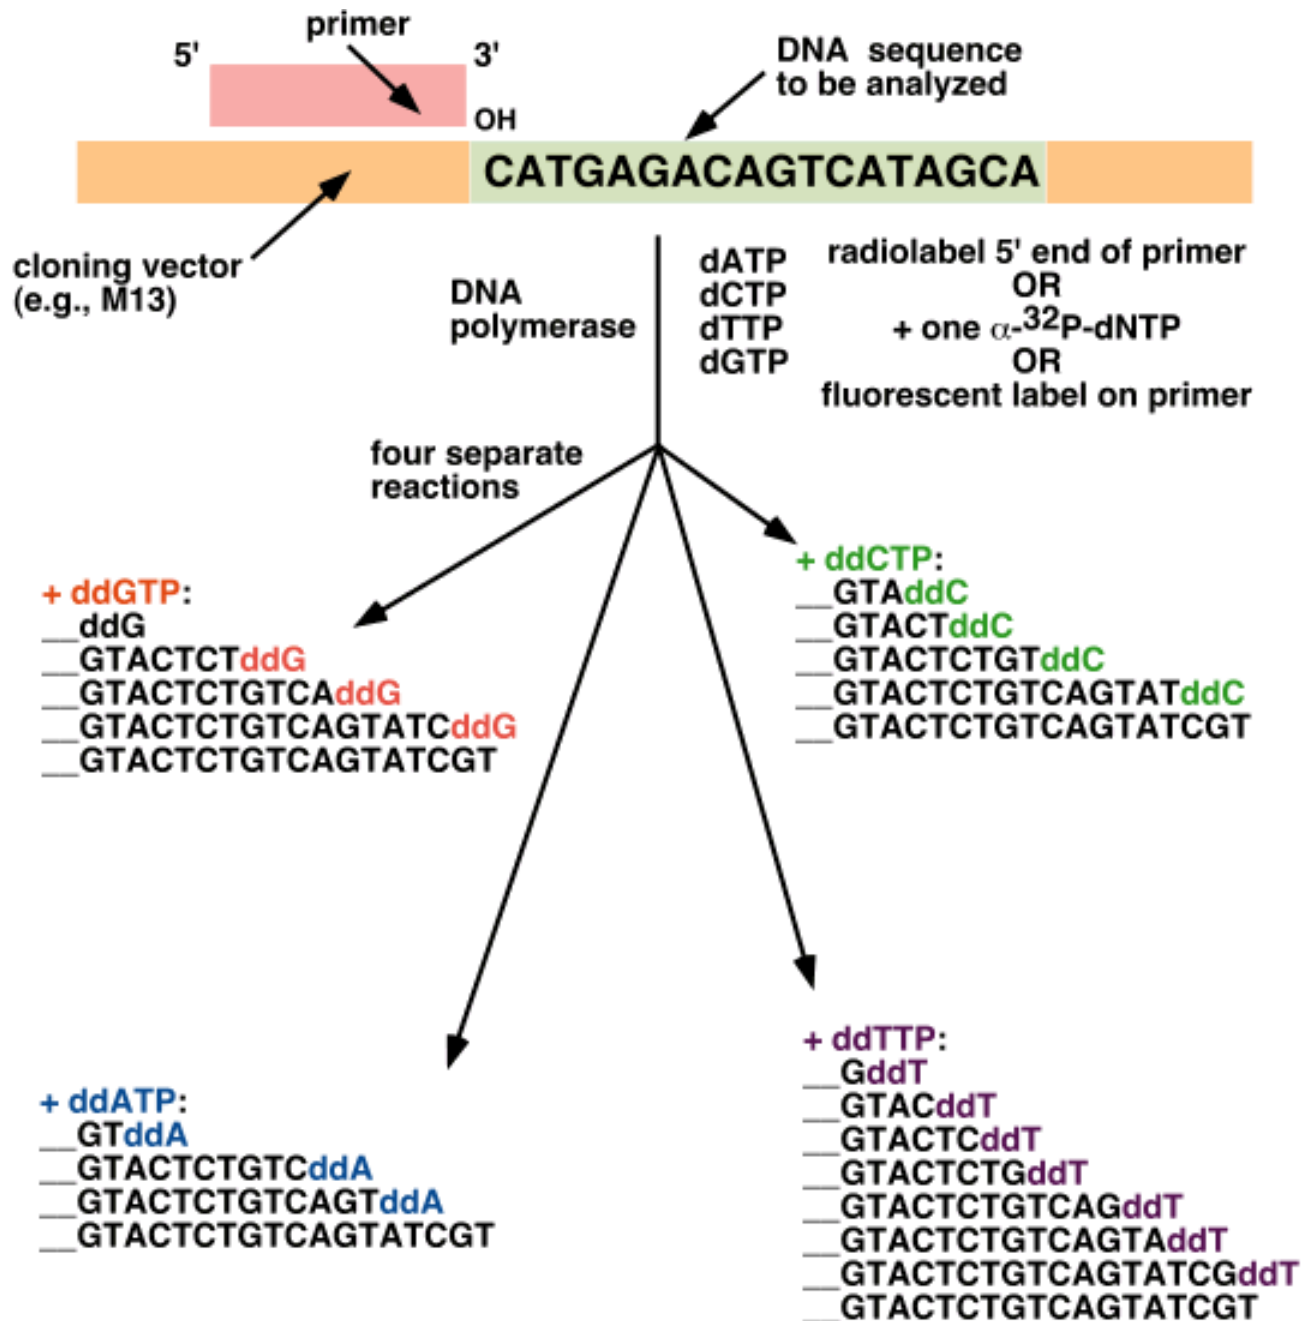 primer
5'
3'
OH
DNA sequence
to be analyzed
CATGAGACAGTCATAGCA
cloning vector
(e.g., M13)
DNA
polymerase
dATP
dCTP
dTTP
dGTP
radiolabel 5' end of primer
OR
+ one α-32P-dNTP
OR
fluorescent label on primer
four separate
reactions
+ ddGTP:
__ddG
__GTACTCTddG
__GTACTCTGTCAddG
__GTACTCTGTCAGTATCddG
__GTACTCTGTCAGTATCGT
+ ddCTP:
__GTAddC
__GTACTddC
__GTACTCTGTddC
__GTACTCTGTCAGTATddC
__GTACTCTGTCAGTATCGT
+ ddATP:
__GTddA
__GTACTCTGTCddA
__GTACTCTGTCAGTddA
__GTACTCTGTCAGTATCGT
+ ddTTP:
__GddT
__GTACddT
__GTACTCddT
__GTACTCTGddT
__GTACTCTGTCAGddT
__GTACTCTGTCAGTAddT
__GTACTCTGTCAGTATCGddT
__GTACTCTGTCAGTATCGT